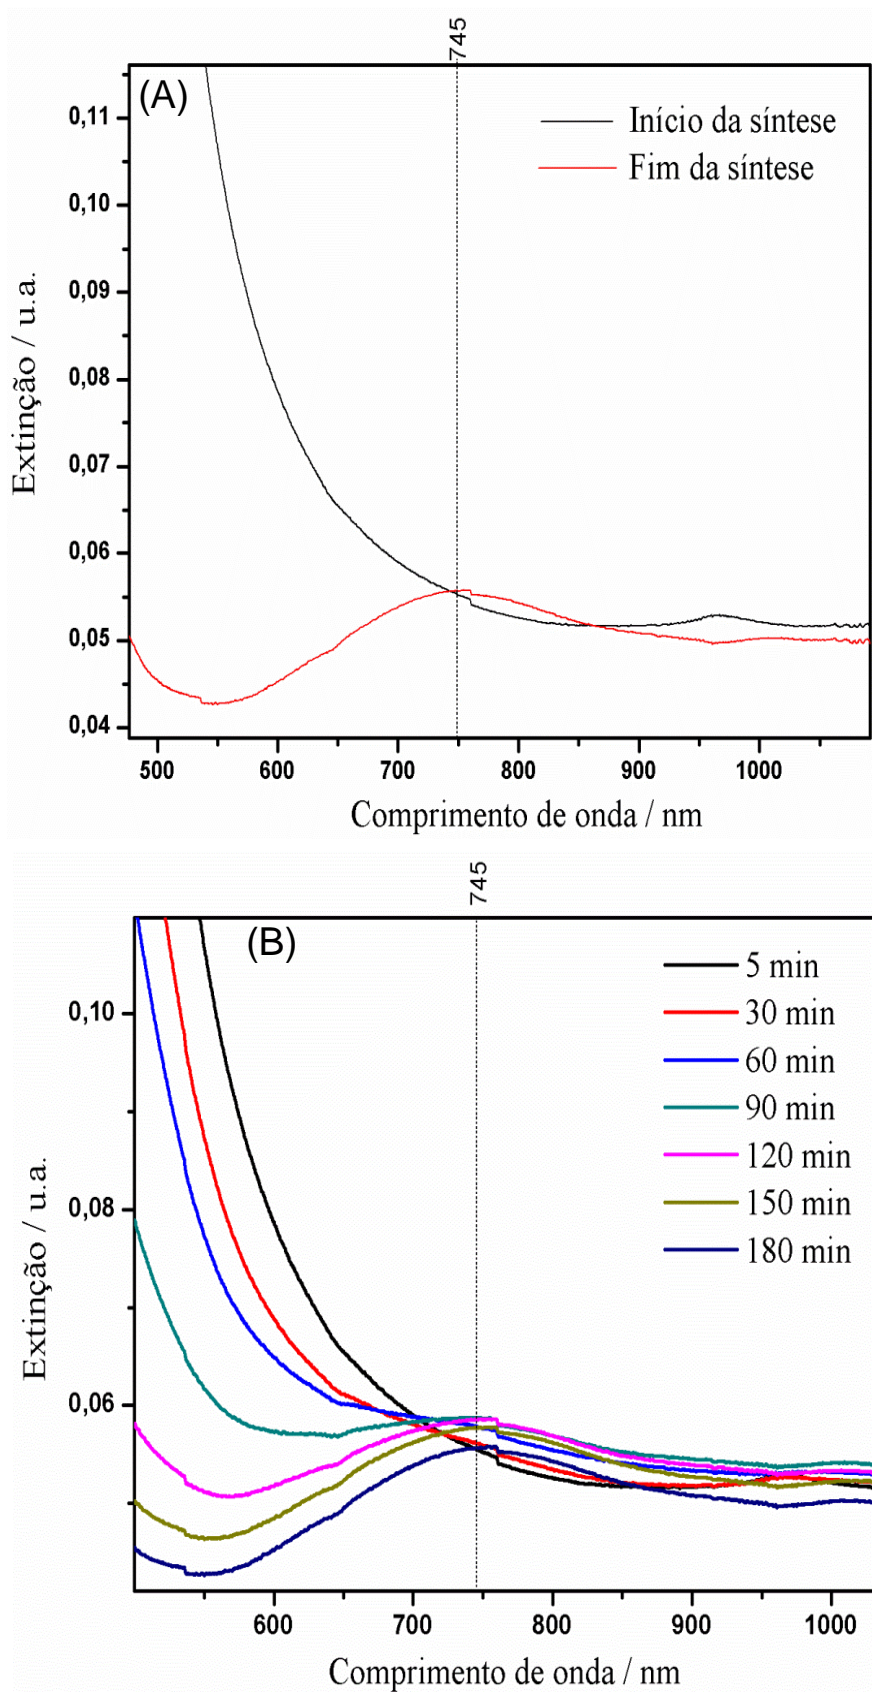 745
(A)
Início da síntese
Fim da síntese
0,11
0,10
0,09
0,08
0,07
0,06
0,05
0,04
Extinção / u.a.
500 600 700 800 900 1000
Comprimento de onda / nm
745
(B)
5 min
30 min
60 min
90 min
120 min
150 min
180 min
0,10
0,08
0,06
Extinção / u.a.
600 700 800 900 1000
Comprimento de onda / nm